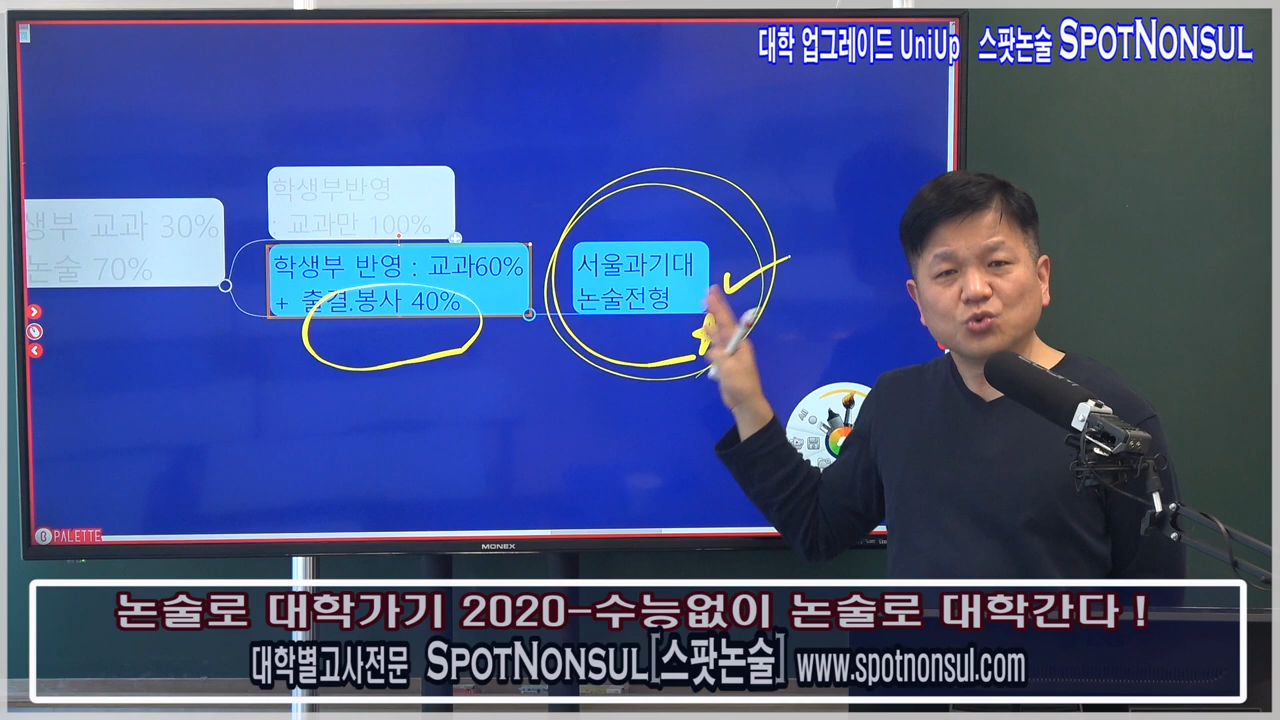 대학 업그레이드 UniUp 스팟논술 SPOTNONSUL
학생부반영
: 교과만 100%
생부 교과 30%
논술 70%
학생부 반영 : 교과60%
+ 출결.봉사 40%
서울과기대
논술전형
All
β PALETTE
MONEX
논술로 대학가기 2020-수능없이 논술로 대학간다 !
대학별고사전문 SPOTNONSUL[스팟논술] www.spotnonsul.com